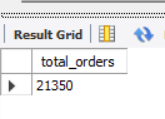 Result Grid
total_orders
21350